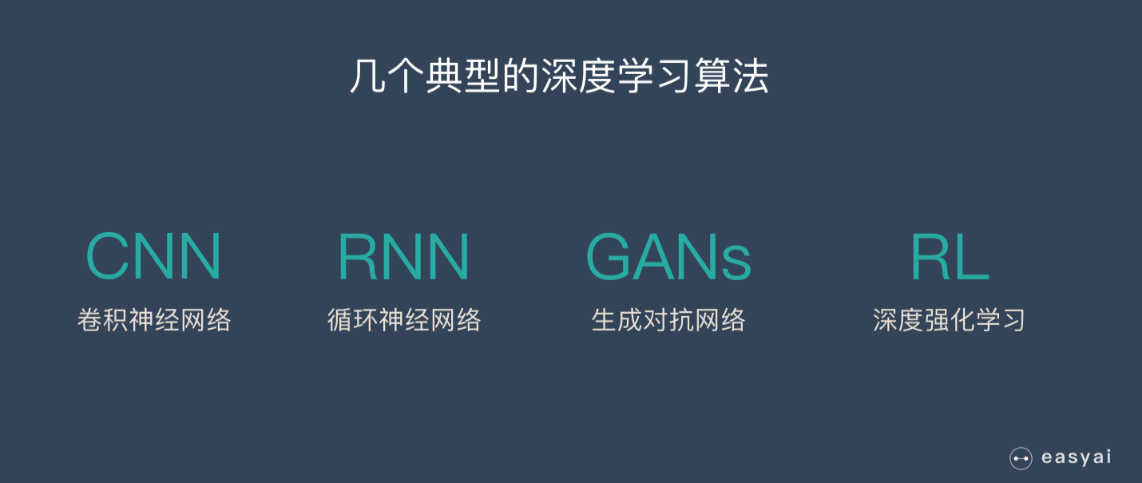 几个典型的深度学习算法
CNN
RNN
GANs
RL
卷积神经网络
循环神经网络
生成对抗网络
深度强化学习
easyai